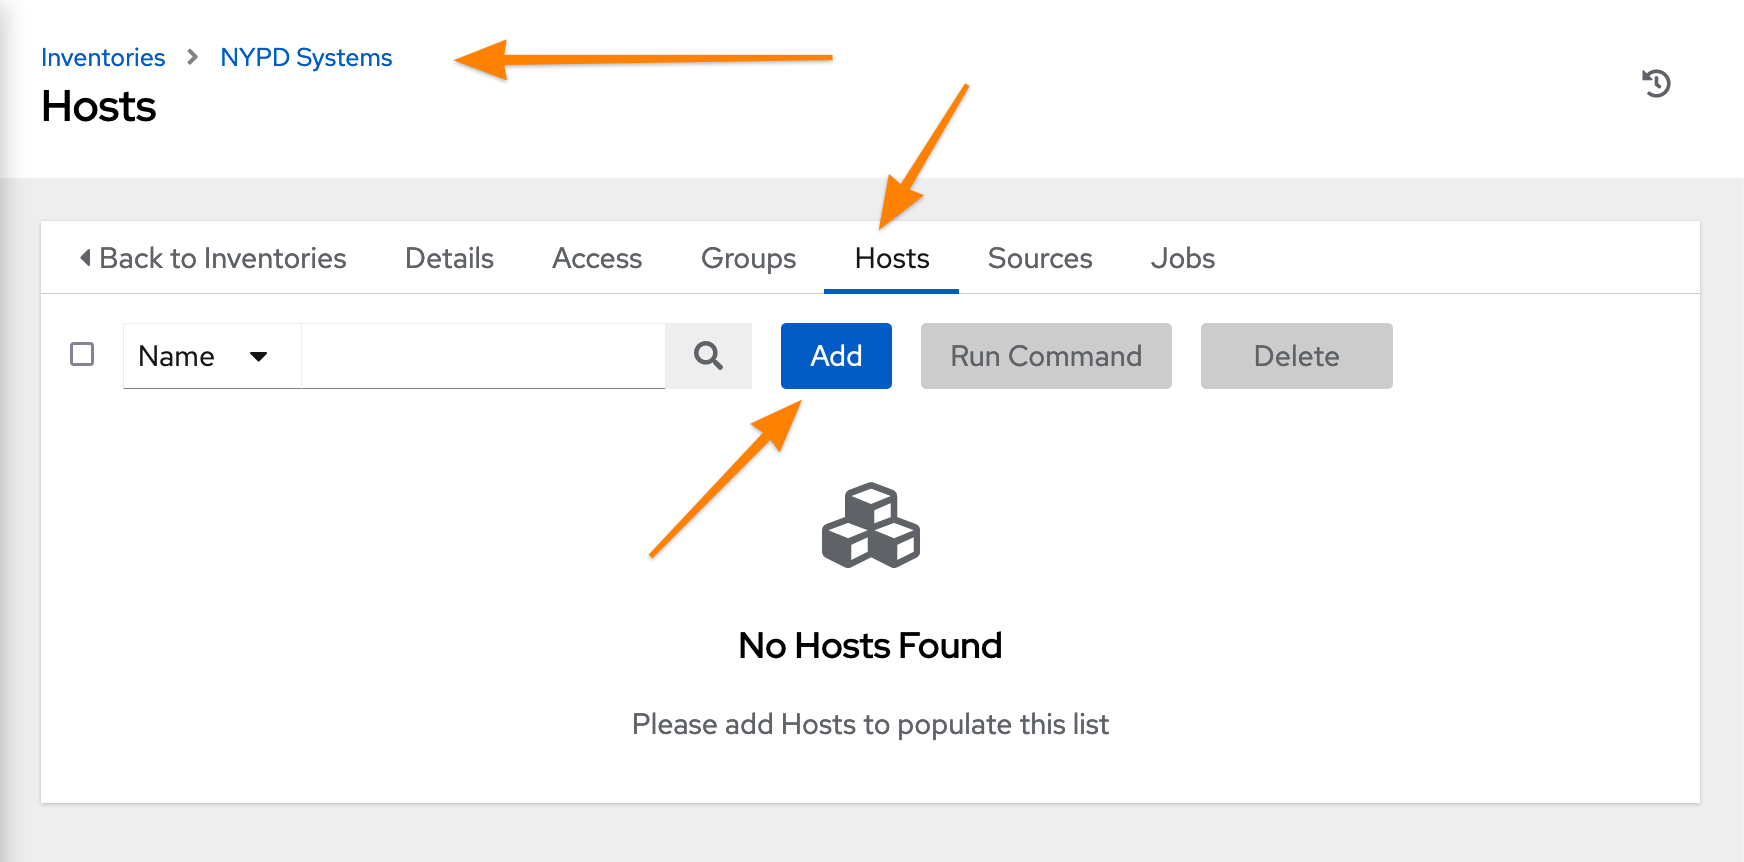 Inventories > NYPD Systems
Hosts
Back to Inventories Details Access Groups Hosts Sources Jobs
Name Add Run Command Delete
No Hosts Found
Please add Hosts to populate this list